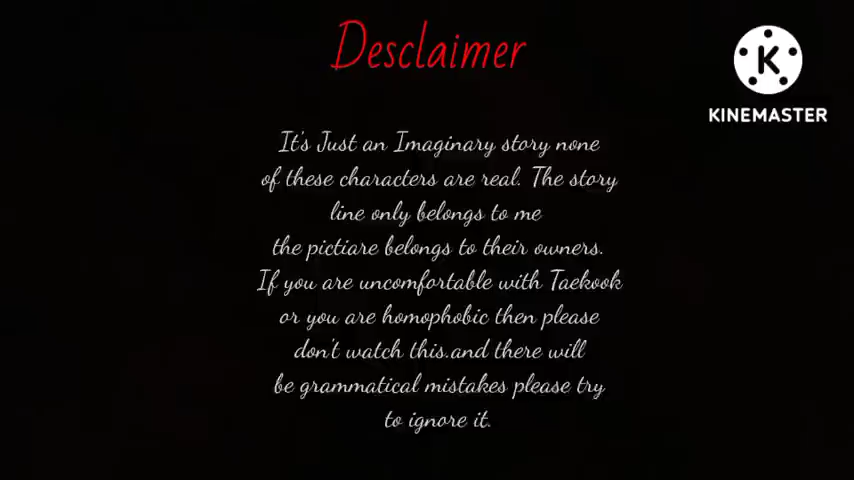 Desclaimer
K
KINEMASTER
It's Just an Imaginary story none
of these characters are real. The story
line only belongs to me
the pictiare belongs to their owners.
If you are uncomfortable with Taekook
or you are homophobic then please
don't watch this.and there will
be grammatical mistakes please try
to ignore it.